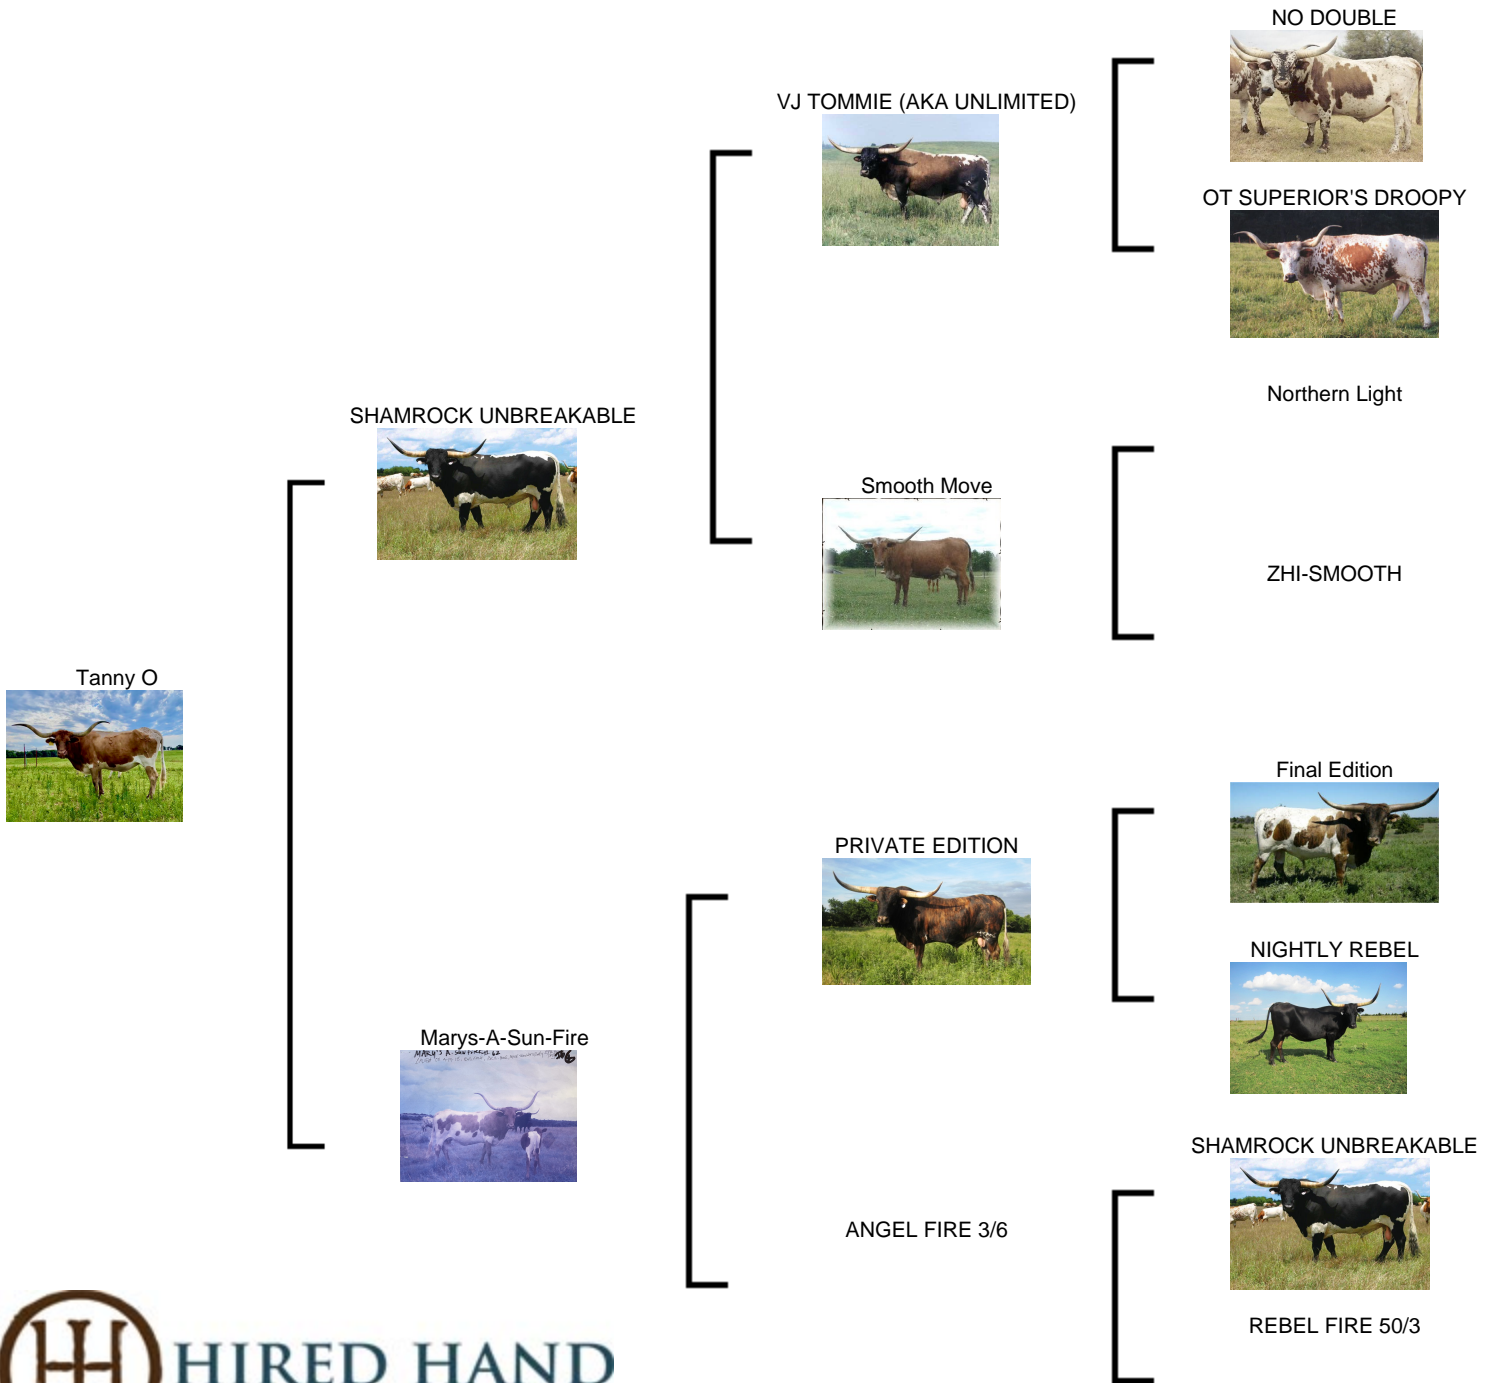 NO DOUBLE
VJ TOMMIE (AKA UNLIMITED)
OT SUPERIOR'S DROOPY
Northern Light
SHAMROCK UNBREAKABLE
Smooth Move
ZHI-SMOOTH
Tanny O
Final Edition
PRIVATE EDITION
NIGHTLY REBEL
Marys-A-Sun-Fire
SHAMROCK UNBREAKABLE
ANGEL FIRE 3/6
REBEL FIRE 50/3
HIRED HAND